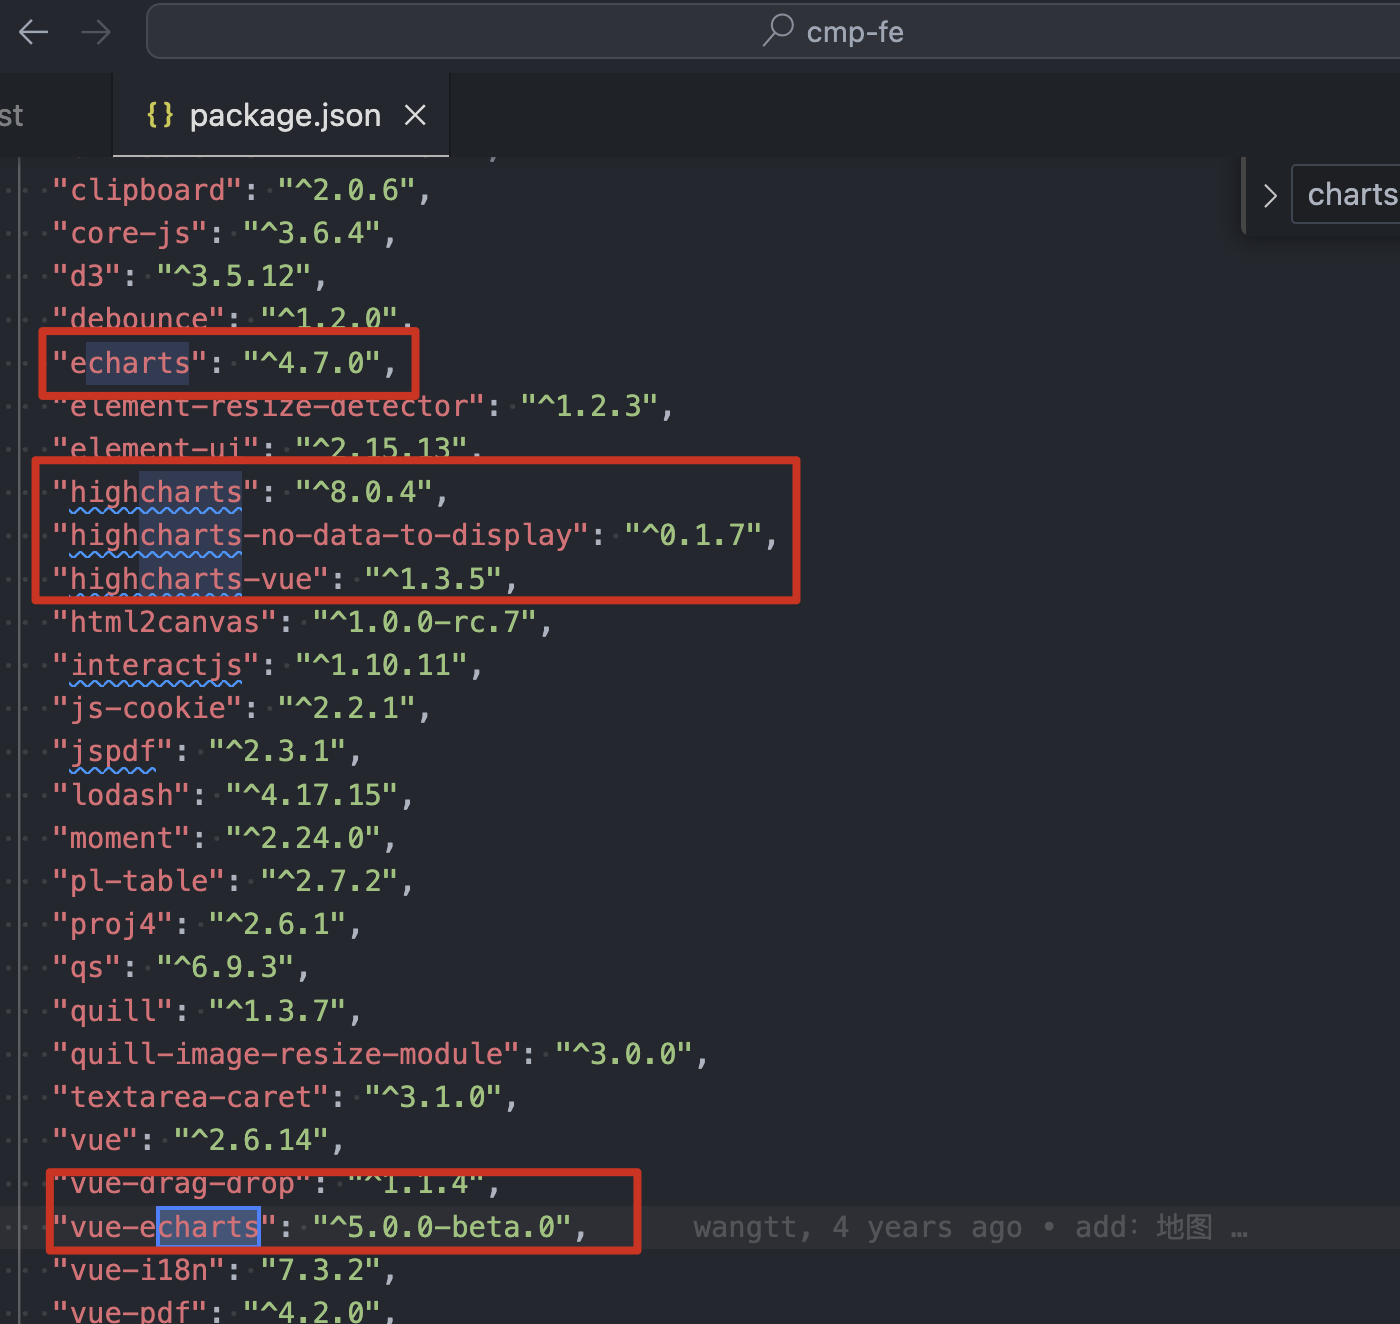 cmp-fe
st
{} package.json
charts
"clipboard": "^2.0.6",
"core-js": "^3.6.4",
"d3": "^3.5.12",
"debounce": "^1.2.0",
"echarts": "^4.7.0",
"element-resize-detector": "^1.2.3",
"element-ui": "^2.15.13",
"highcharts": "^8.0.4",
"highcharts-no-data-to-display": "^0.1.7",
"highcharts-vue": "^1.3.5",
"html2canvas": "^1.0.0-rc.7",
"interactjs": "^1.10.11",
"js-cookie": "^2.2.1",
"jspdf": "^2.3.1",
"lodash": "^4.17.15",
"moment": "^2.24.0",
"pl-table": "^2.7.2",
"proj4": "^2.6.1",
"qs": "^6.9.3",
"quill": "^1.3.7",
"quill-image-resize-module": "^3.0.0",
"textarea-caret": "^3.1.0",
"vue": "^2.6.14",
"vue-drag-drop": "^1.1.4",
"vue-echarts": "^5.0.0-beta.0", wangtt, 4 years ago • add: 地图 …
"vue-i18n": "7.3.2",
"vue-pdf": "^4.2.0",